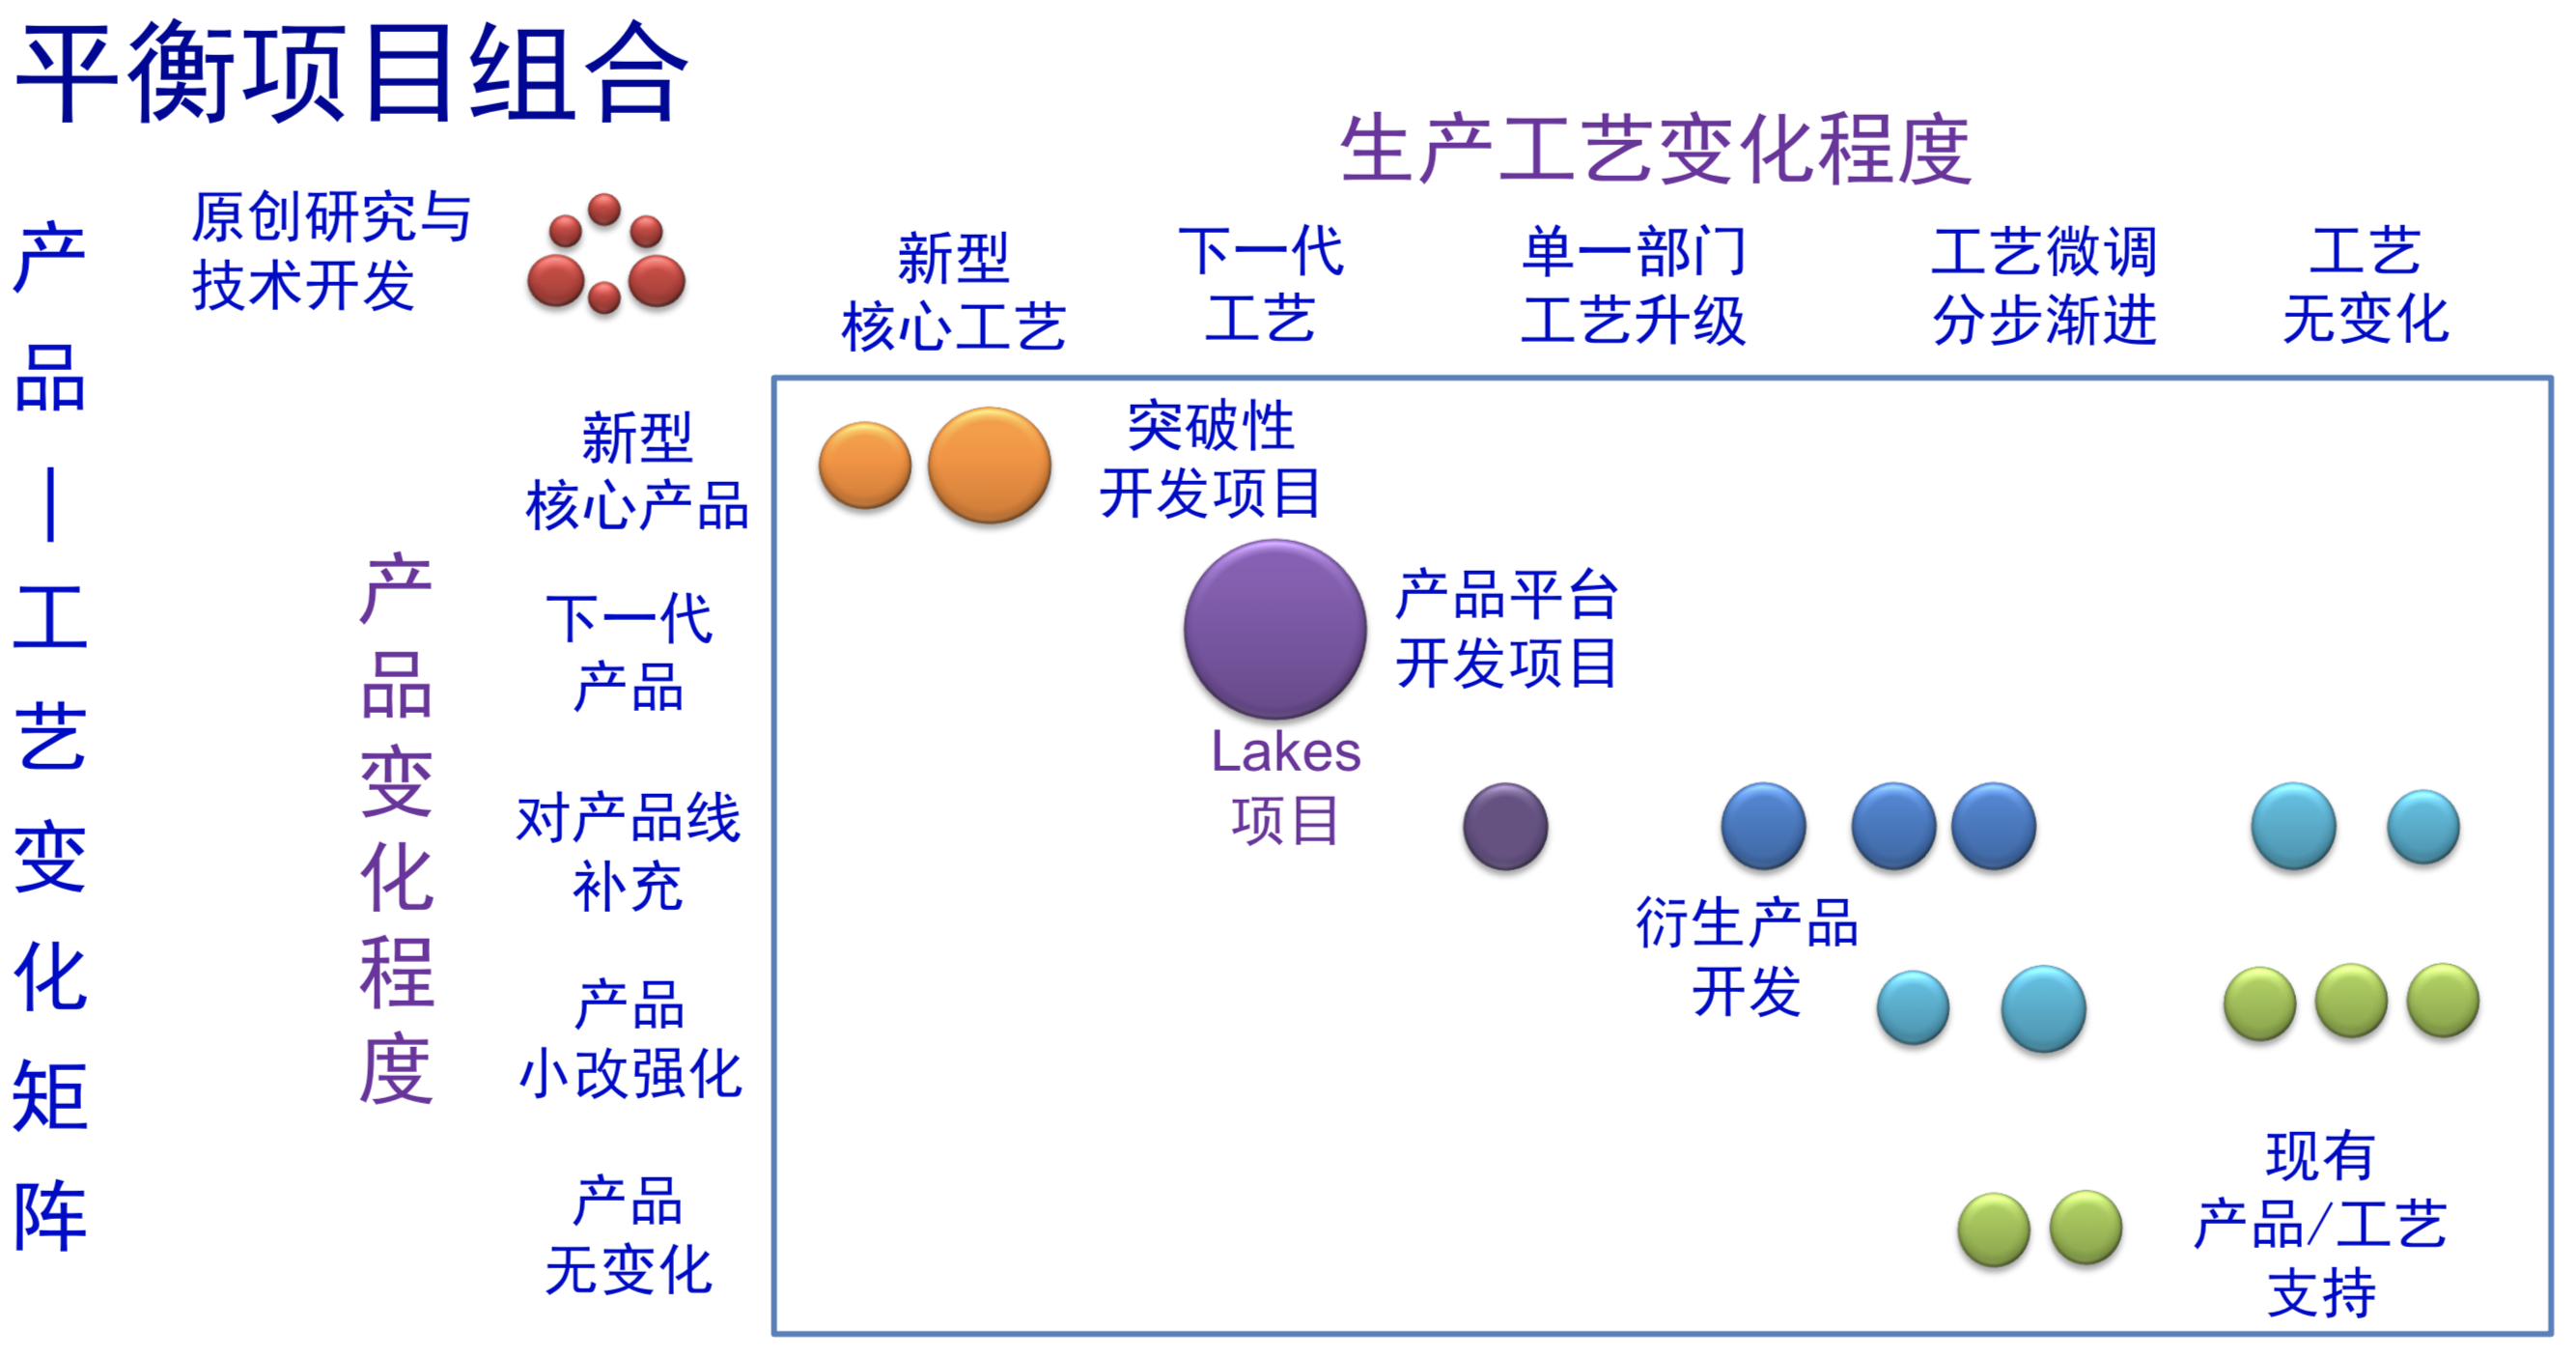 平衡项目组合
生产工艺变化程度
产品—工艺变化矩阵
原创研究与
技术开发
新型
核心工艺
下一代
工艺
单一部门
工艺升级
工艺微调
分步渐进
工艺
无变化
产品变化程度
新型
核心产品
下一代
产品
对产品线
补充
产品
小改强化
产品
无变化
突破性
开发项目
产品平台
开发项目
Lakes
项目
衍生产品
开发
现有
产品/工艺
支持